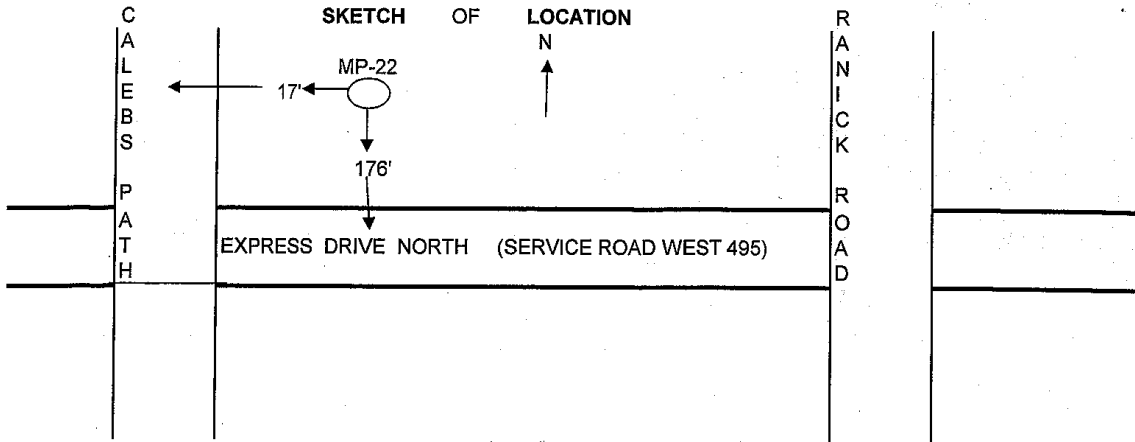 SKETCH OF LOCATION
N
CALEBS PATH
MP-22
17'
176'
RANICK ROAD
EXPRESS DRIVE NORTH (SERVICE ROAD WEST 495)